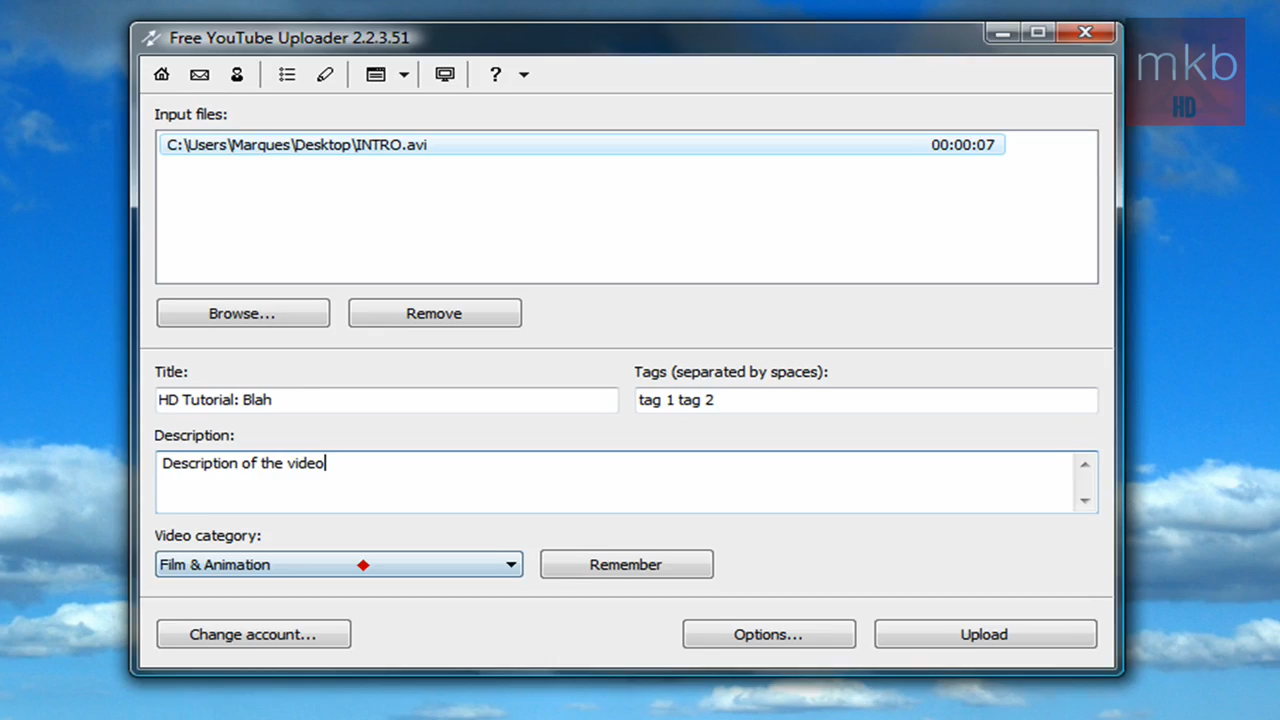 Free YouTube Uploader 2.2.3.51
mkb
HD
?
Input files:
C:\Users\Marques\Desktop\INTRO.avi 00:00:07
Browse... Remove
Title: Tags (separated by spaces):
HD Tutorial: Blah tag 1 tag 2
Description:
Description of the video
Video category:
Film & Animation Remember
Change account... Options... Upload